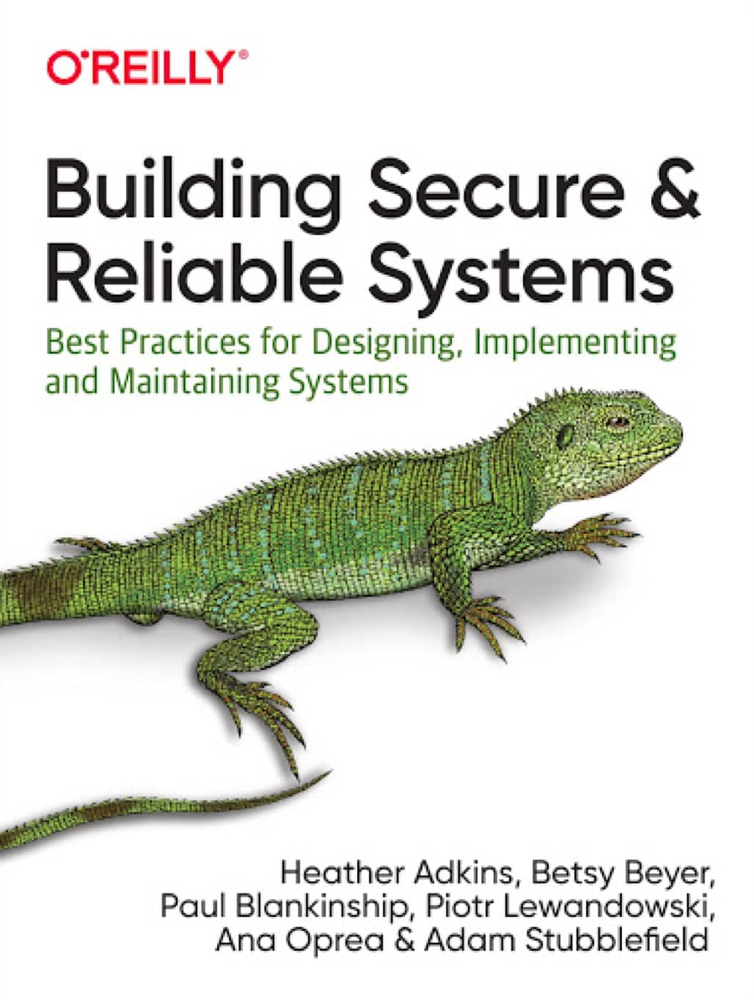 O'REILLY®
Building Secure &
Reliable Systems
Best Practices for Designing, Implementing
and Maintaining Systems
Heather Adkins, Betsy Beyer,
Paul Blankinship, Piotr Lewandowski,
Ana Oprea & Adam Stubblefield